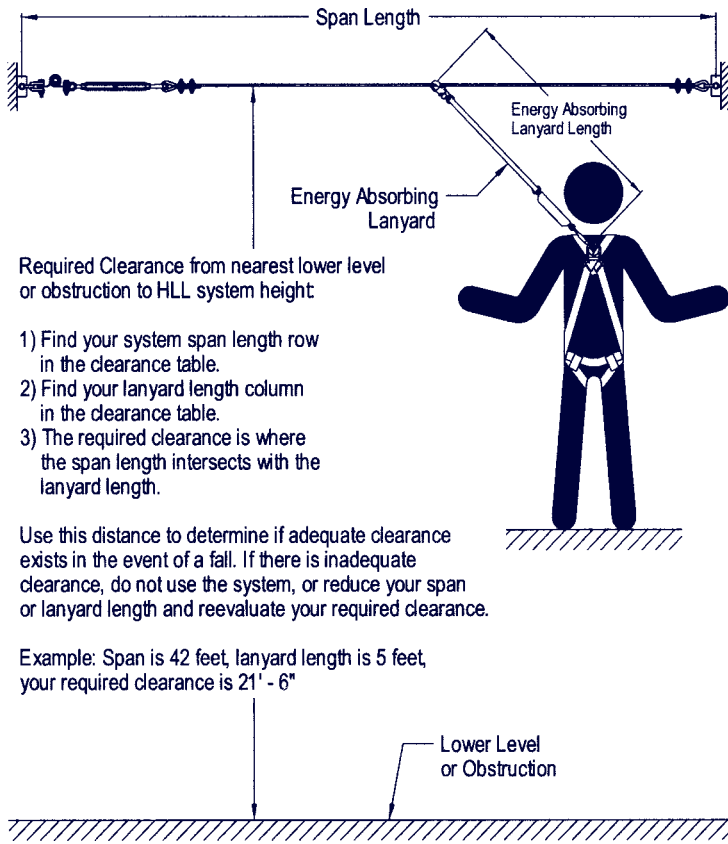 Span Length
Energy Absorbing
Lanyard Length
Energy Absorbing
Lanyard
Required Clearance from nearest lower level
or obstruction to HLL system height:
1) Find your system span length row
in the clearance table.
2) Find your lanyard length column
in the clearance table.
3) The required clearance is where
the span length intersects with the
lanyard length.
Use this distance to determine if adequate clearance
exists in the event of a fall. If there is inadequate
clearance, do not use the system, or reduce your span
or lanyard length and reevaluate your required clearance.
Example: Span is 42 feet, lanyard length is 5 feet,
your required clearance is 21' - 6"
Lower Level
or Obstruction